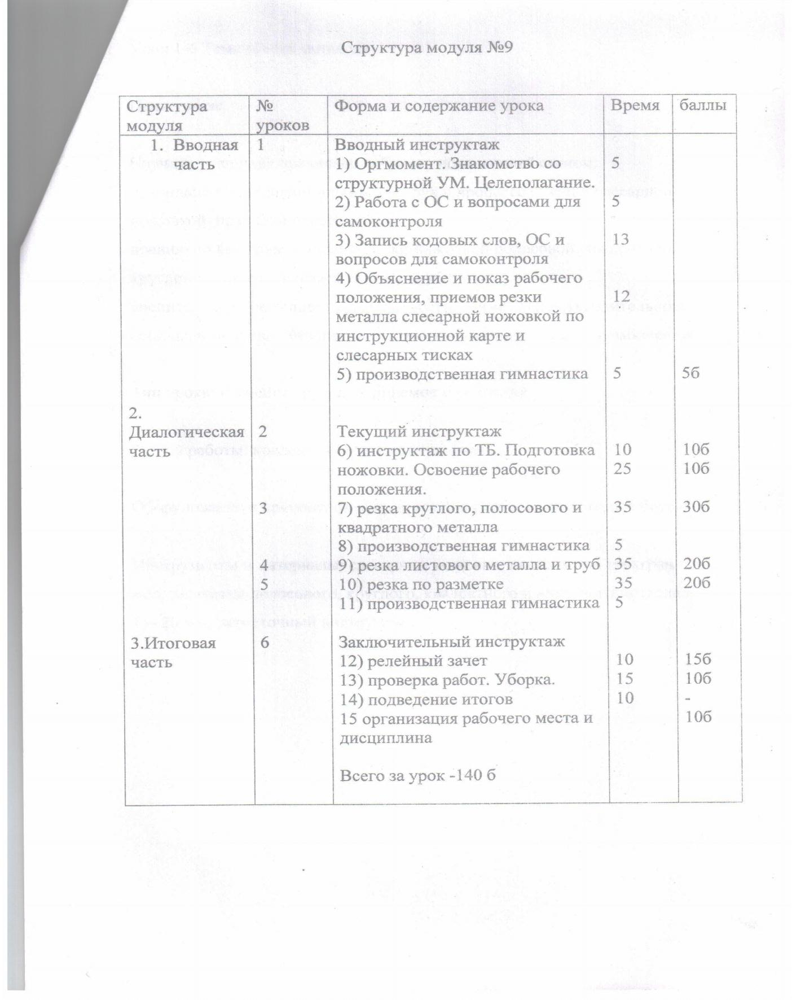 Структура модуля №9
Структура модуля № уроков Форма и содержание урока Время баллы
1. Вводная часть 1 Вводный инструктаж
1) Оргмомент. Знакомство со 5
структурной УМ. Целеполагание.
2) Работа с ОС и вопросами для 5
самоконтроля
3) Запись кодовых слов, ОС и 13
вопросов для самоконтроля
4) Объяснение и показ рабочего
положения, приемов резки 12
металла слесарной ножовкой по
инструкционной карте и
слесарных тисках
5) производственная гимнастика 5 5б
2.
Диалогическая 2 Текущий инструктаж
часть 6) инструктаж по ТБ. Подготовка 10 10б
ножовки. Освоение рабочего 25 10б
положения.
3 7) резка круглого, полосового и 35 30б
квадратного металла
8) производственная гимнастика 5
4 9) резка листового металла и труб 35 20б
5 10) резка по разметке 35 20б
11) производственная гимнастика 5
3.Итоговая 6 Заключительный инструктаж
часть 12) релейный зачет 10 15б
13) проверка работ. Уборка. 15 10б
14) подведение итогов 10 -
15 организация рабочего места и 10б
дисциплина
Всего за урок -140 б